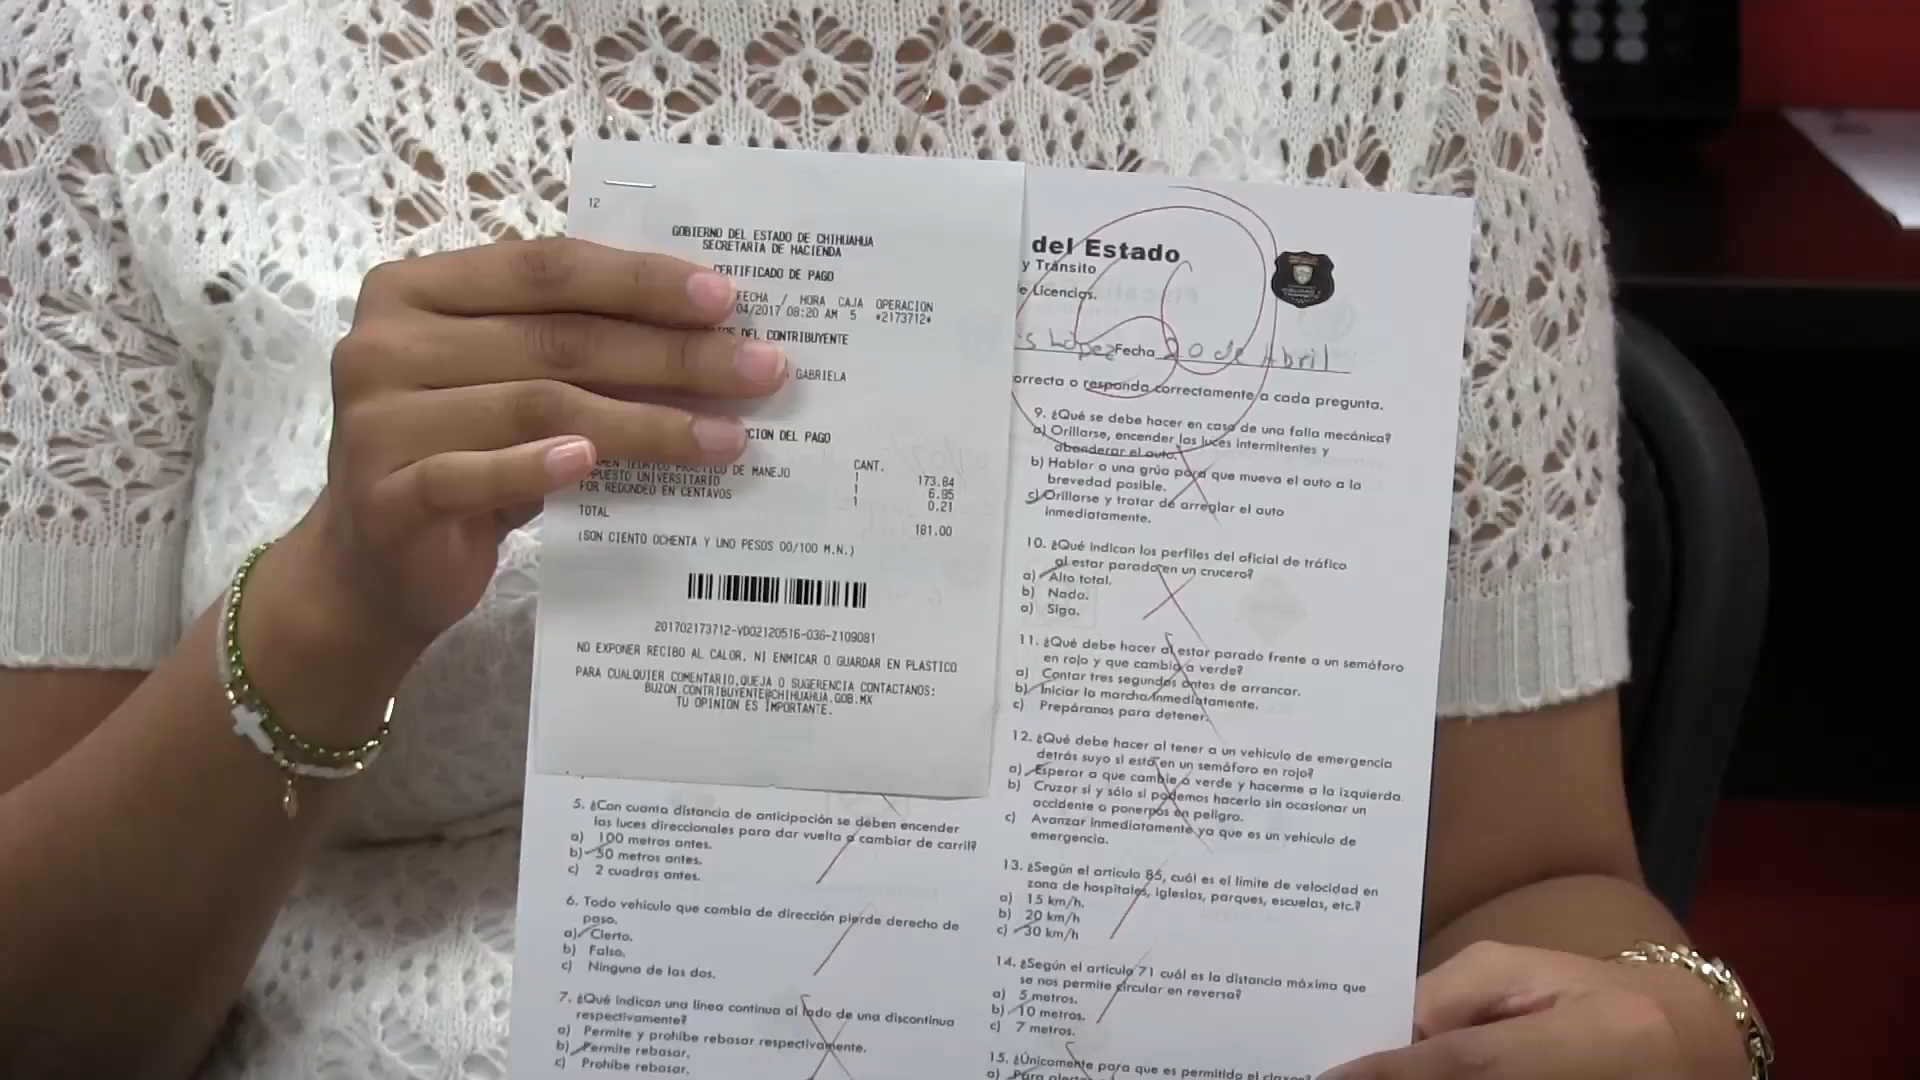 12
GOBIERNO DEL ESTADO DE CHIHUAHUA
SECRETARIA DE HACIENDA
CERTIFICADO DE PAGO
FECHA / HORA CAJA OPERACION
04/2017 08:20 AM 5 *2173712*
DEL CONTRIBUYENTE
GABRIELA
CION DEL PAGO
CANT.
TEORICO PRACTICO DE MANEJO 1 173.84
PUESTO UNIVERSITARIO 1 6.95
POR REDONDEO EN CENTAVOS 1 0.21
TOTAL 181.00
(SON CIENTO OCHENTA Y UNO PESOS 00/100 M.N.)
201702173712-VD02120516-036-Z109081
NO EXPONER RECIBO AL CALOR, NI ENMICAR O GUARDAR EN PLASTICO
PARA CUALQUIER COMENTARIO,QUEJA O SUGERENCIA CONTACTANOS:
BUZON.CONTRIBUYENTE@CHIHUAHUA.GOB.MX
TU OPINION ES IMPORTANTE.
5. ¿Con cuanta distancia de anticipación se deben encender
las luces direccionales para dar vuelta o cambiar de carril?
a) 100 metros antes.
b) 50 metros antes.
c) 2 cuadras antes.
6. Todo vehículo que cambia de dirección pierde derecho de
paso.
a) Cierto.
b) Falso.
c) Ninguna de las dos.
7. ¿Qué indican una linea continua al lado de una discontinua
respectivamente?
a) Permite y prohíbe rebasar respectivamente.
b) Permite rebasar.
c) Prohíbe rebasar.
del Estado
y Tránsito
e Licencias.
López Fecha 20 de Abril
orrecta o responda correctamente a cada pregunta.
9. ¿Qué se debe hacer en caso de una falla mecánica?
a) Orillarse, encender las luces intermitentes y
abanderar el auto.
b) Hablar a una grúa para que mueva el auto a la
brevedad posible.
c) Orillarse y tratar de arreglar el auto
inmediatamente.
10. ¿Qué indican los perfiles del oficial de tráfico
al estar parado en un crucero?
a) Alto total.
b) Nada.
a) Siga.
11. ¿Qué debe hacer al estar parado frente a un semáforo
en rojo y que cambia a verde?
a) Contar tres segundos antes de arrancar.
b) Iniciar la marcha inmediatamente.
c) Prepáranos para detener.
12. ¿Qué debe hacer al tener a un vehículo de emergencia
detrás suyo si está en un semáforo en rojo?
a) Esperar a que cambie a verde y hacerme a la izquierda.
b) Cruzar si y sólo si podemos hacerlo sin ocasionar un
accidente o ponerpos en peligro.
c) Avanzar inmediatamente ya que es un vehículo de
emergencia.
13. ¿Según el artículo 85, cuál es el límite de velocidad en
zona de hospitales, iglesias, parques, escuelas, etc.?
a) 15 km/h.
b) 20 km/h
c) 30 km/h
14. ¿Según el artículo 71 cuál es la distancia máxima que
se nos permite circular en reversa?
a) 5 metros.
b) 10 metros.
c) 7 metros.
15. ¿Únicamente para que es permitido el claxon?
a) Para